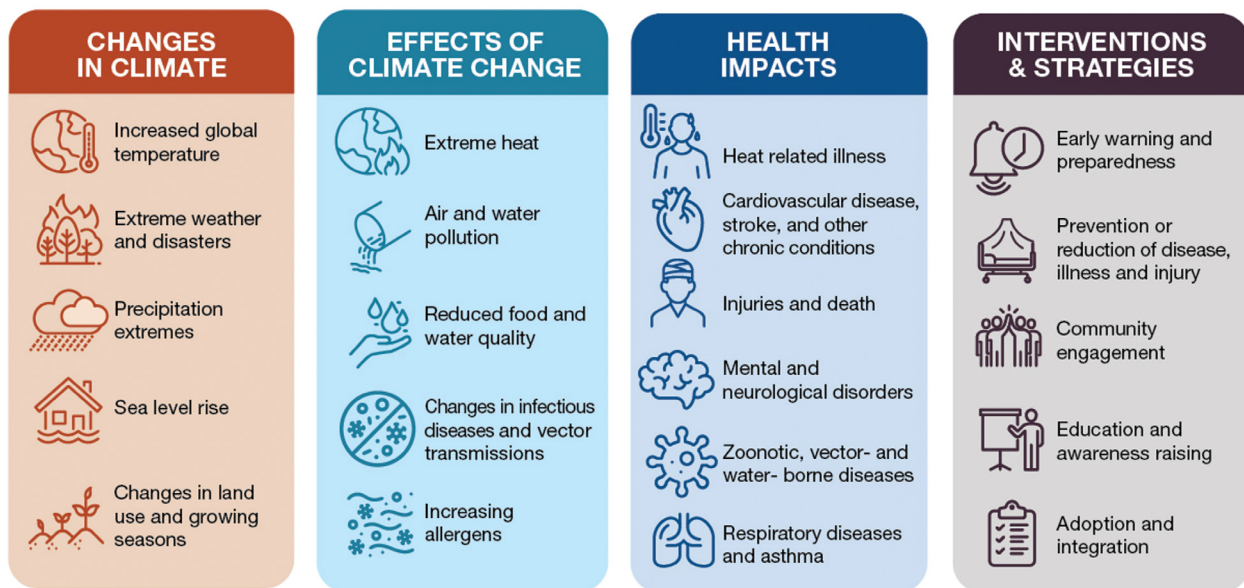 CHANGES
IN CLIMATE
Increased global
temperature
Extreme weather
and disasters
Precipitation
extremes
Sea level rise
Changes in land
use and growing
seasons
EFFECTS OF
CLIMATE CHANGE
Extreme heat
Air and water
pollution
Reduced food and
water quality
Changes in infectious
diseases and vector
transmissions
Increasing
allergens
HEALTH
IMPACTS
Heat related illness
Cardiovascular disease,
stroke, and other
chronic conditions
Injuries and death
Mental and
neurological disorders
Zoonotic, vector- and
water- borne diseases
Respiratory diseases
and asthma
INTERVENTIONS
& STRATEGIES
Early warning and
preparedness
Prevention or
reduction of disease,
illness and injury
Community
engagement
Education and
awareness raising
Adoption and
integration